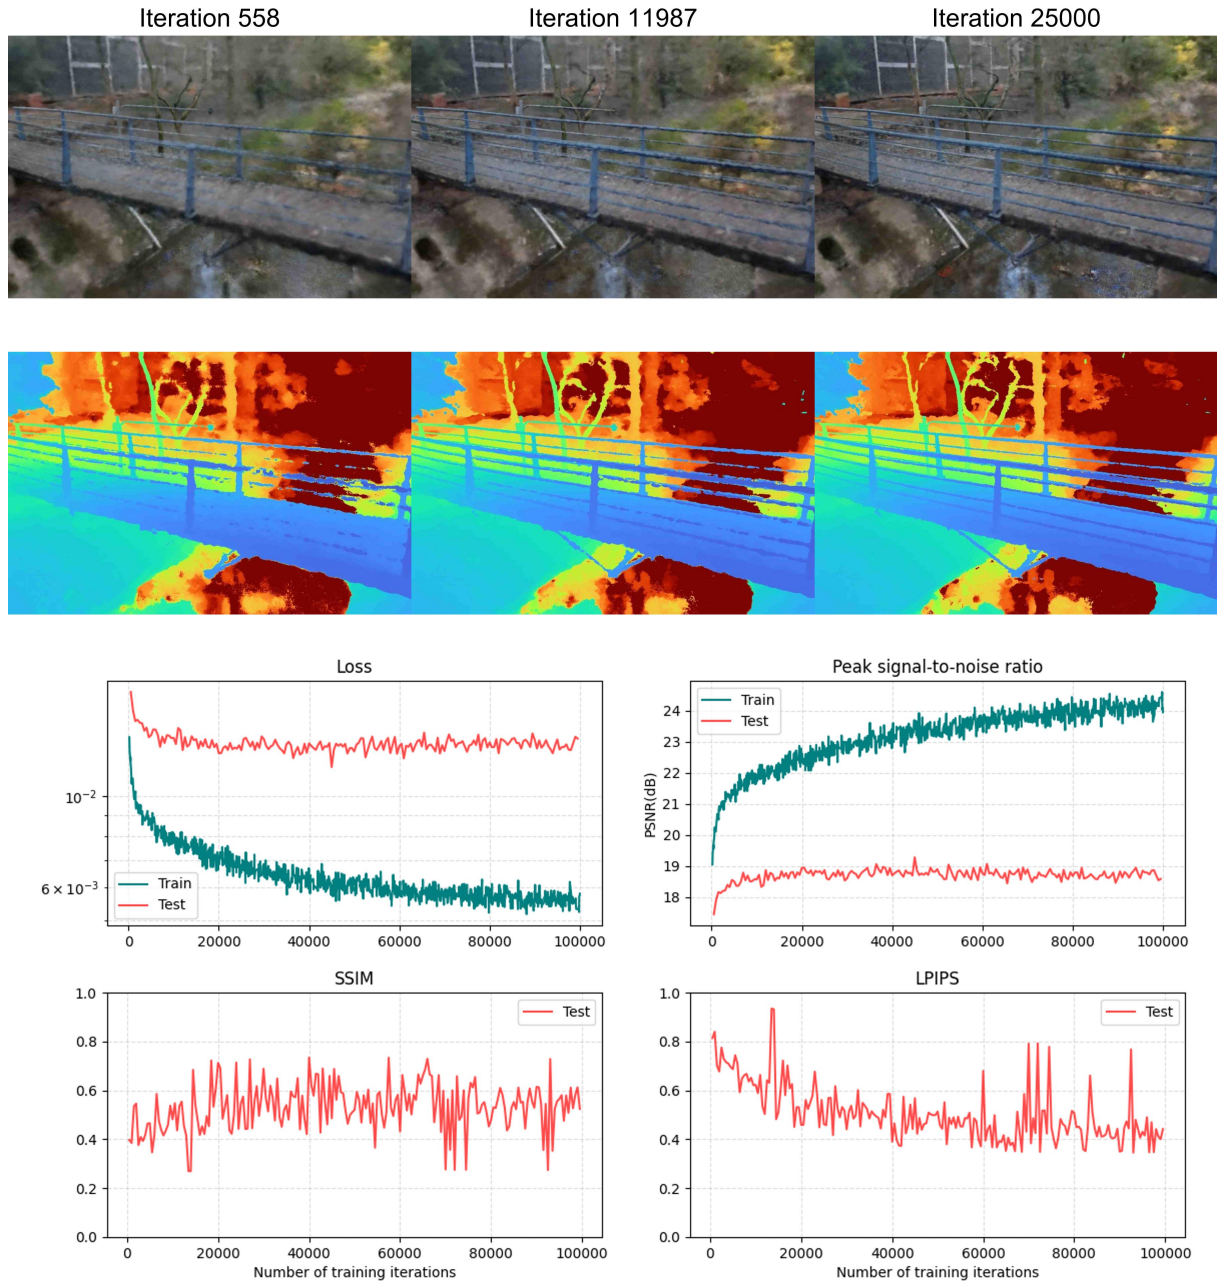 Iteration 558 Iteration 11987 Iteration 25000
Loss
10⁻²
6 × 10⁻³
Train
Test
0 20000 40000 60000 80000 100000
Peak signal-to-noise ratio
PSNR(dB)
24
23
22
21
20
19
18
Train
Test
0 20000 40000 60000 80000 100000
SSIM
1.0
0.8
0.6
0.4
0.2
0.0
Test
0 20000 40000 60000 80000 100000
Number of training iterations
LPIPS
1.0
0.8
0.6
0.4
0.2
0.0
Test
0 20000 40000 60000 80000 100000
Number of training iterations